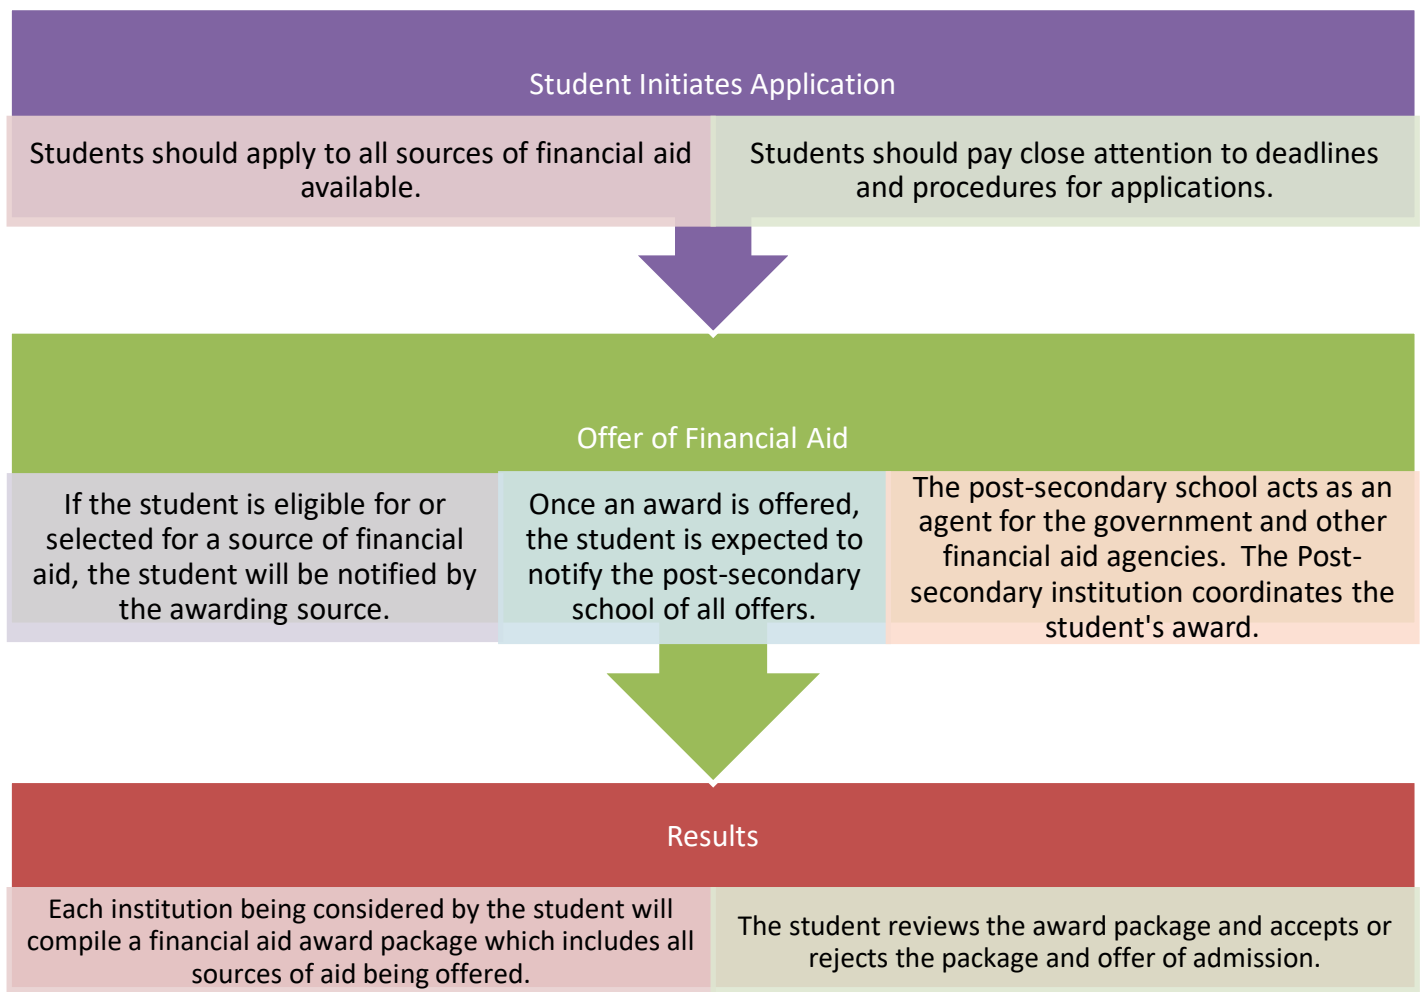 Student Initiates Application
Students should apply to all sources of financial aid
available.
Students should pay close attention to deadlines
and procedures for applications.
Offer of Financial Aid
If the student is eligible for or
selected for a source of financial
aid, the student will be notified by
the awarding source.
Once an award is offered,
the student is expected to
notify the post-secondary
school of all offers.
The post-secondary school acts as an
agent for the government and other
financial aid agencies.  The Post-
secondary institution coordinates the
student's award.
Results
Each institution being considered by the student will
compile a financial aid award package which includes all
sources of aid being offered.
The student reviews the award package and accepts or
rejects the package and offer of admission.